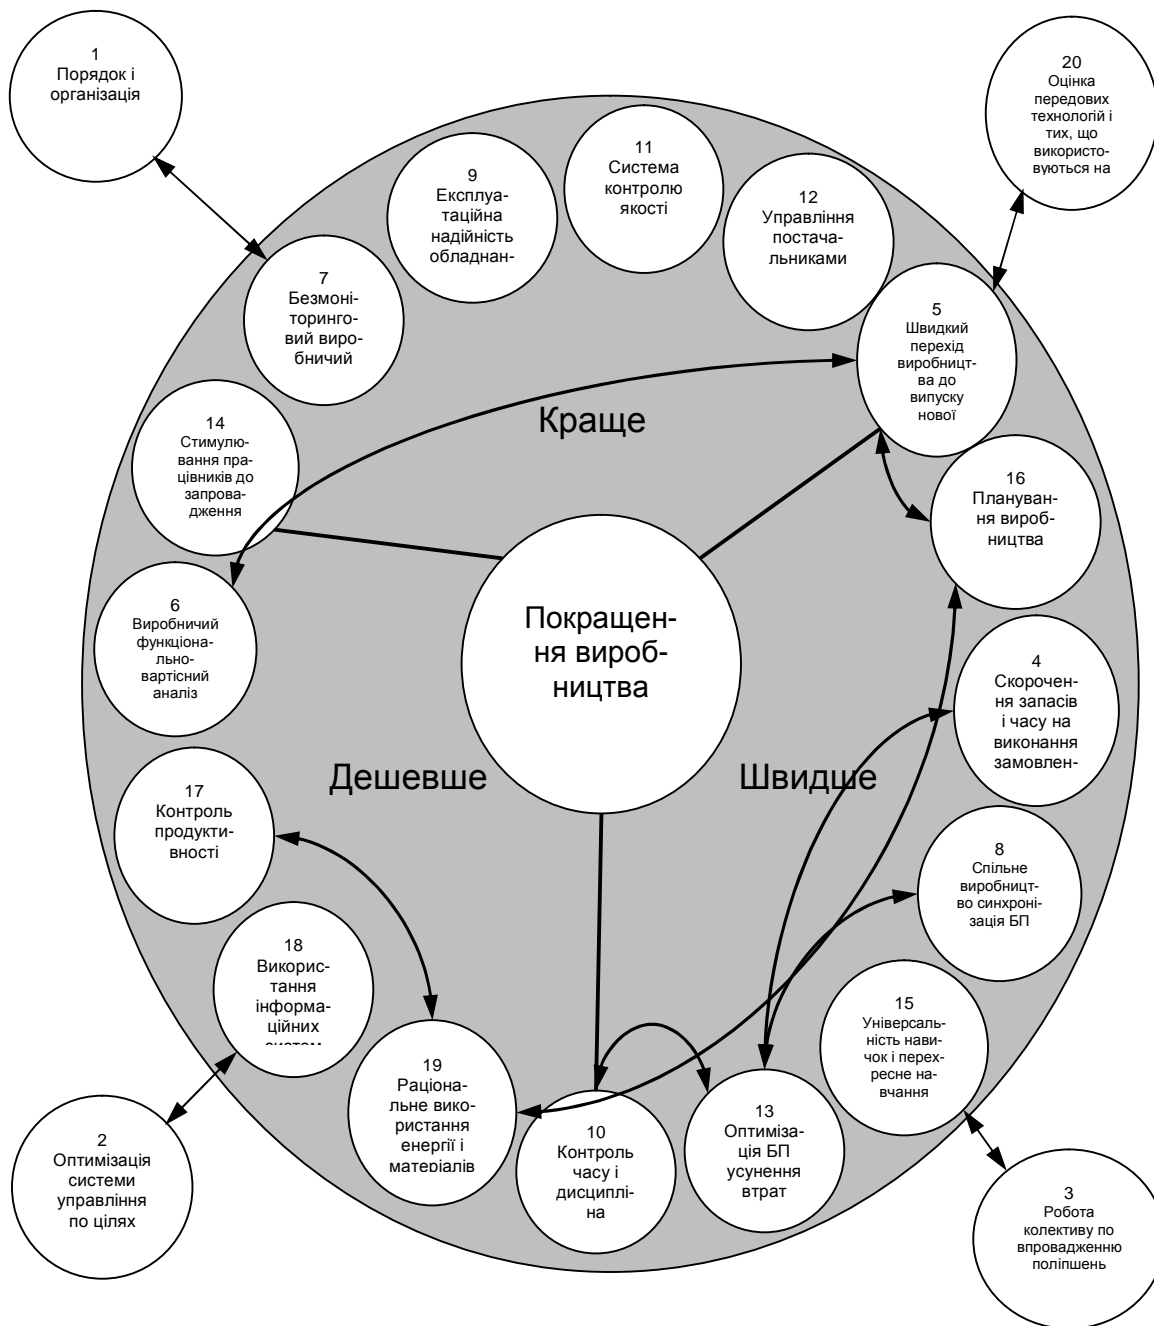 1
Порядок і
організація
20
Оцінка
передових
технологій і
тих, що
використо-
вуються на
11
Система
контролю
якості
9
Експлуа-
таційна
надійність
обладнан-
12
Управління
постача-
льниками
7
Безмоні-
торинго-
вий виро-
бничий
5
Швидкий
перехід
виробницт-
ва до
випуску
нової
Краще
14
Стимулю-
вання пра-
цівників до
запрова-
дження
16
Плануван-
ня вироб-
ництва
6
Виробничий
функціона-
льно-
вартісний
аналіз
Покращен-
ня вироб-
ництва
4
Скорочен-
ня запасів
і часу на
виконання
замовлен-
Дешевше
Швидше
17
Контроль
продукти-
вності
8
Спільне
виробницт-
во синхроні-
зація БП
18
Викорис-
тання
інформа-
ційних
систем
15
Універсаль-
ність нави-
чок і перех-
ресне на-
вчання
19
Раціона-
льне вико-
ристання
енергії і
матеріалів
10
Контроль
часу і
дисциплі-
на
13
Оптиміза-
ція БП
усунення
втрат
2
Оптимізація
системи
управління
по цілях
3
Робота
колективу по
впровадженню
поліпшень